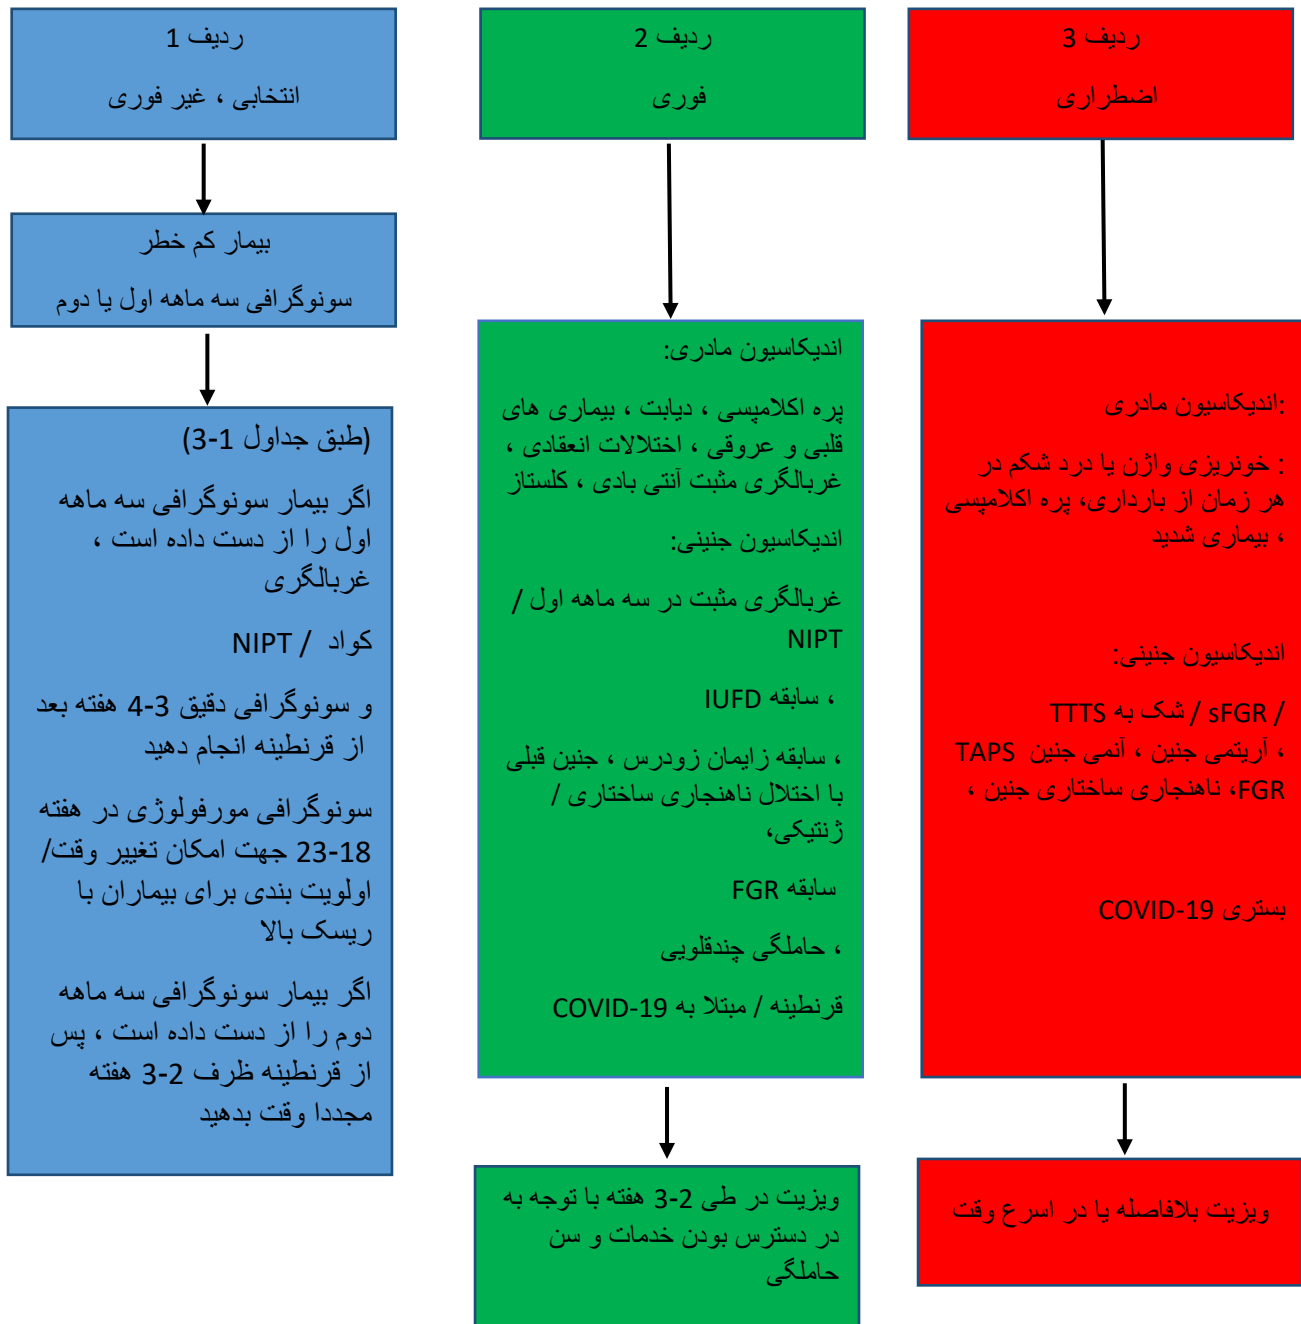 ردیف 1
انتخابی ، غیر فوری
بیمار کم خطر
سونوگرافی سه ماهه اول یا دوم
(طبق جداول 1-3)
اگر بیمار سونوگرافی سه ماهه
اول را از دست داده است ،
غربالگری
کواد / NIPT
و سونوگرافی دقیق 3-4 هفته بعد
از قرنطینه انجام دهید
سونوگرافی مورفولوژی در هفته
18-23 جهت امکان تغییر وقت/
اولویت بندی برای بیماران با
ریسک بالا
اگر بیمار سونوگرافی سه ماهه
دوم را از دست داده است ، پس
از قرنطینه ظرف 2-3 هفته
مجددا وقت بدهید
ردیف 2
فوری
اندیکاسیون مادری:
پره اکلامپسی ، دیابت ، بیماری های
قلبی و عروقی ، اختلالات انعقادی ،
غربالگری مثبت آنتی بادی ، کلستاز
اندیکاسیون جنینی:
غربالگری مثبت در سه ماهه اول /
NIPT
، سابقه IUFD
، سابقه زایمان زودرس ، جنین قبلی
با اختلال ناهنجاری ساختاری /
ژنتیکی،
سابقه FGR
، حاملگی چندقلویی
قرنطینه / مبتلا به COVID-19
ویزیت در طی 2-3 هفته با توجه به
در دسترس بودن خدمات و سن
حاملگی
ردیف 3
اضطراری
:اندیکاسیون مادری
: خونریزی واژن یا درد شکم در
هر زمان از بارداری، پره اکلامپسی
، بیماری شدید
اندیکاسیون جنینی:
/ sFGR / شک به TTTS
، آریتمی جنین ، آنمی جنین TAPS
FGR، ناهنجاری ساختاری جنین ،
بستری COVID-19
ویزیت بلافاصله یا در اسرع وقت